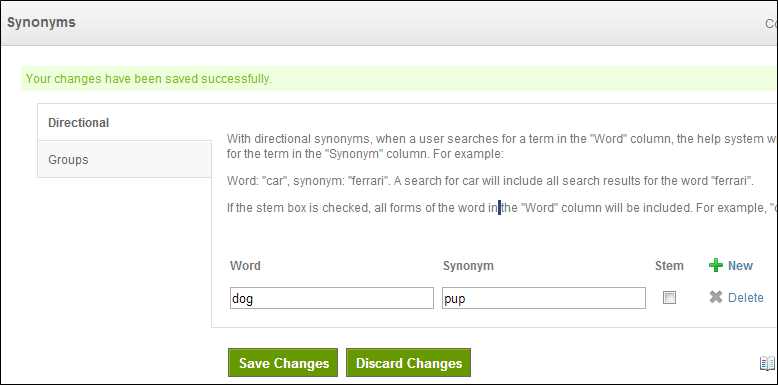 Synonyms
Your changes have been saved successfully.
Directional
Groups
With directional synonyms, when a user searches for a term in the "Word" column, the help system w
for the term in the "Synonym" column. For example:
Word: "car", synonym: "ferrari". A search for car will include all search results for the word "ferrari".
If the stem box is checked, all forms of the word in the "Word" column will be included. For example, "
Word Synonym Stem New
dog pup Delete
Save Changes Discard Changes